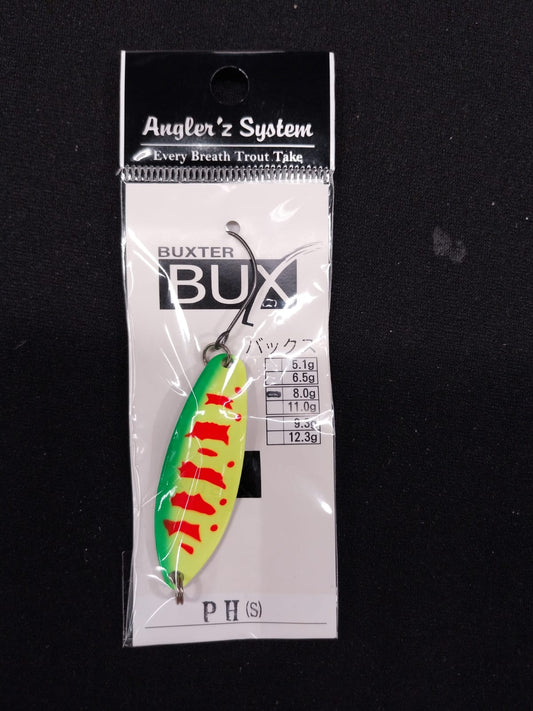 Angler'z System
Every Breath Trout Take
BUXTER
BUX
バックス
5.1g
6.5g
8.0g
11.0g
9.3g
12.3g
PH(S)